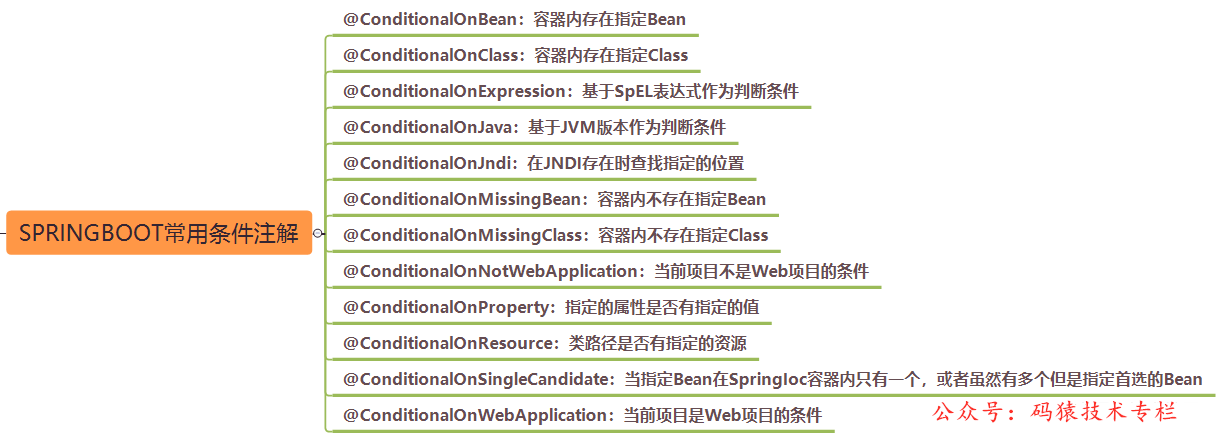 @ConditionalOnBean：容器内存在指定Bean
@ConditionalOnClass：容器内存在指定Class
@ConditionalOnExpression：基于SpEL表达式作为判断条件
@ConditionalOnJava：基于JVM版本作为判断条件
@ConditionalOnJndi：在JNDI存在时查找指定的位置
@ConditionalOnMissingBean：容器内不存在指定Bean
SPRINGBOOT常用条件注解
@ConditionalOnMissingClass：容器内不存在指定Class
@ConditionalOnNotWebApplication：当前项目不是Web项目的条件
@ConditionalOnProperty：指定的属性是否有指定的值
@ConditionalOnResource：类路径是否有指定的资源
@ConditionalOnSingleCandidate：当指定Bean在SpringIoc容器内只有一个，或者虽然有多个但是指定首选的Bean
@ConditionalOnWebApplication：当前项目是Web项目的条件
公众号：码猿技术专栏